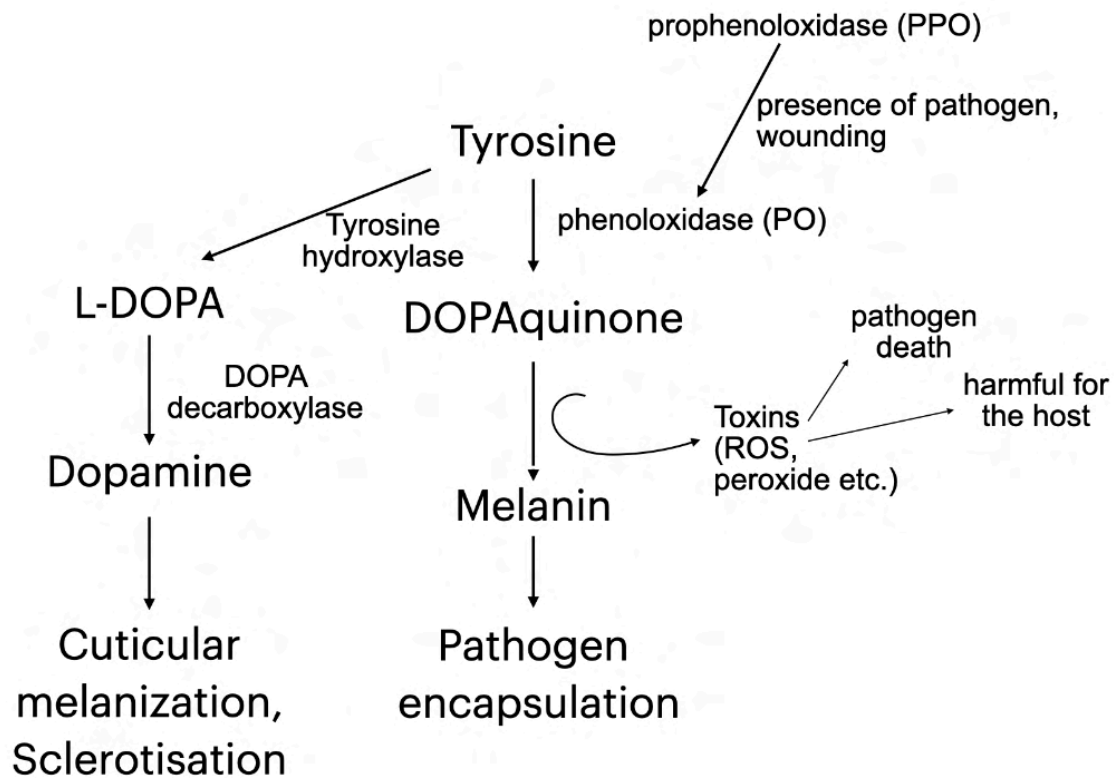 prophenoloxidase (PPO)
presence of pathogen,
wounding
Tyrosine
phenoloxidase (PO)
Tyrosine
hydroxylase
L-DOPA
DOPAquinone
pathogen
death
harmful for
the host
DOPA
decarboxylase
Toxins
(ROS,
peroxide etc.)
Dopamine
Melanin
Cuticular
melanization,
Sclerotisation
Pathogen
encapsulation